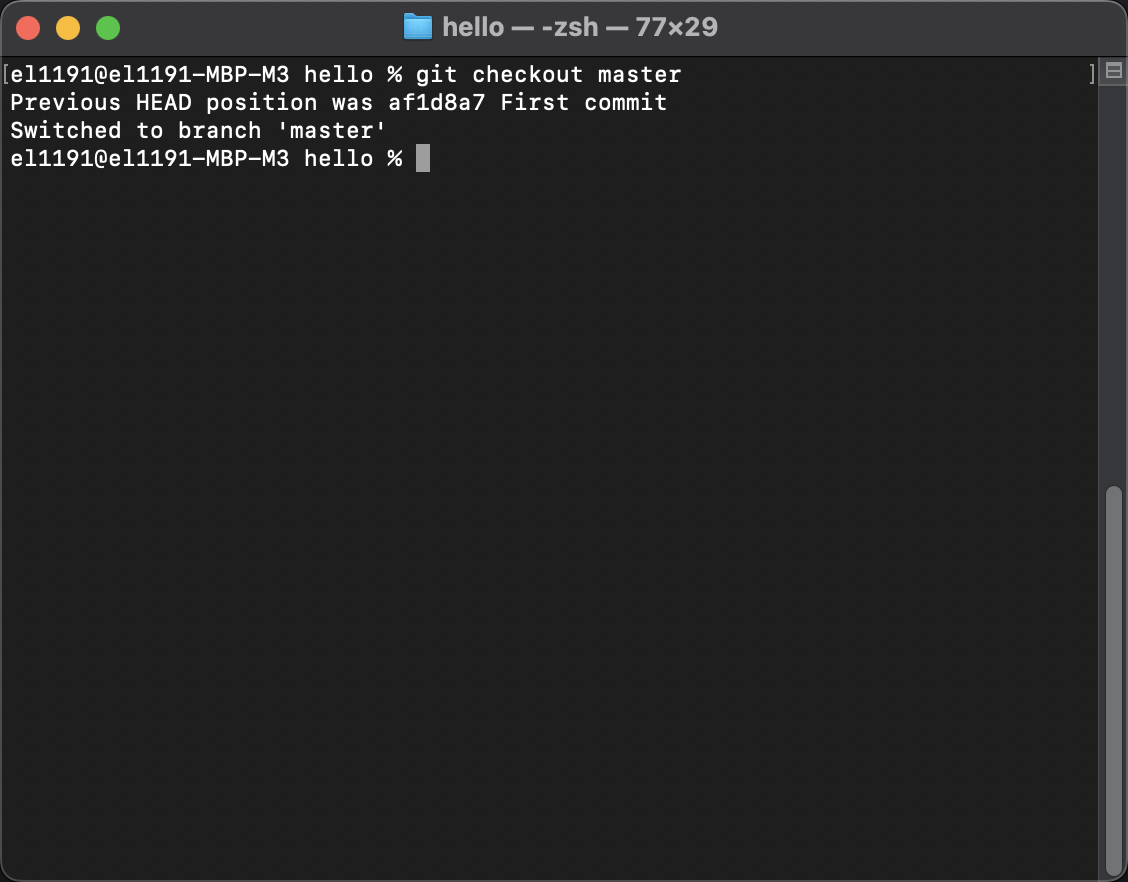 hello — -zsh — 77×29
[el1191@el1191-MBP-M3 hello % git checkout master ]
Previous HEAD position was af1d8a7 First commit
Switched to branch 'master'
el1191@el1191-MBP-M3 hello %